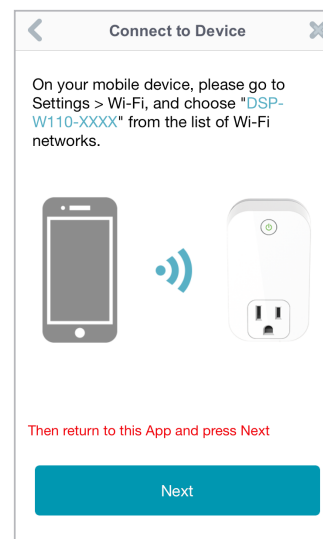 Connect to Device
On your mobile device, please go to
Settings > Wi-Fi, and choose "DSP-
W110-XXXX" from the list of Wi-Fi
networks.
Then return to this App and press Next
Next